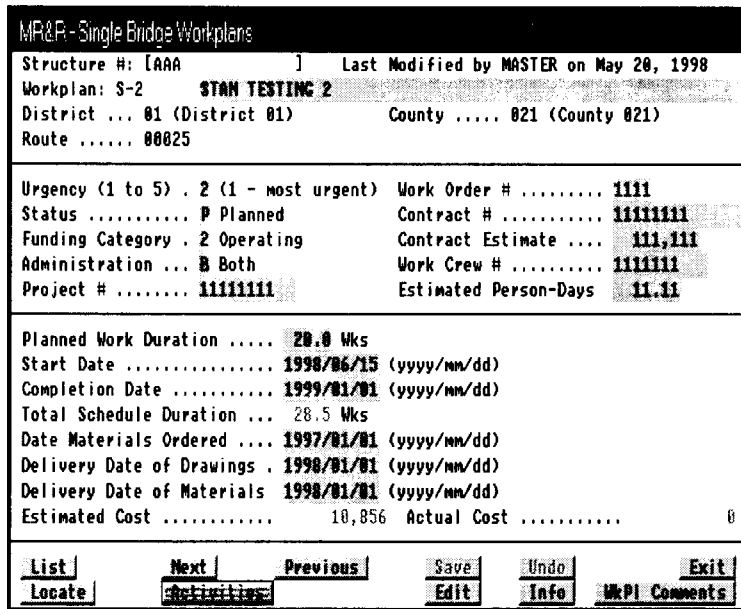 MR&R - Single Bridge Workplans
Structure #: [AAA ] Last Modified by MASTER on May 20, 1998
Workplan: S-2 STAN TESTING 2
District ... 01 (District 01) County ..... 021 (County 021)
Route ...... 00025
Urgency (1 to 5) . 2 (1 - most urgent) Work Order # ......... 1111
Status ........... P Planned Contract # ........... 11111111
Funding Category . 2 Operating Contract Estimate .... 111,111
Administration ... B Both Work Crew # .......... 1111111
Project # ........ 11111111 Estimated Person-Days 11.11
Planned Work Duration ..... 20.0 Wks
Start Date ................ 1998/06/15 (yyyy/mm/dd)
Completion Date ........... 1999/01/01 (yyyy/mm/dd)
Total Schedule Duration ... 28.5 Wks
Date Materials Ordered .... 1997/01/01 (yyyy/mm/dd)
Delivery Date of Drawings . 1998/01/01 (yyyy/mm/dd)
Delivery Date of Materials 1998/01/01 (yyyy/mm/dd)
Estimated Cost ............ 10,856 Actual Cost ........... 0
List Next Previous Save Undo Exit
Locate Activities Edit Info WkPl Comments